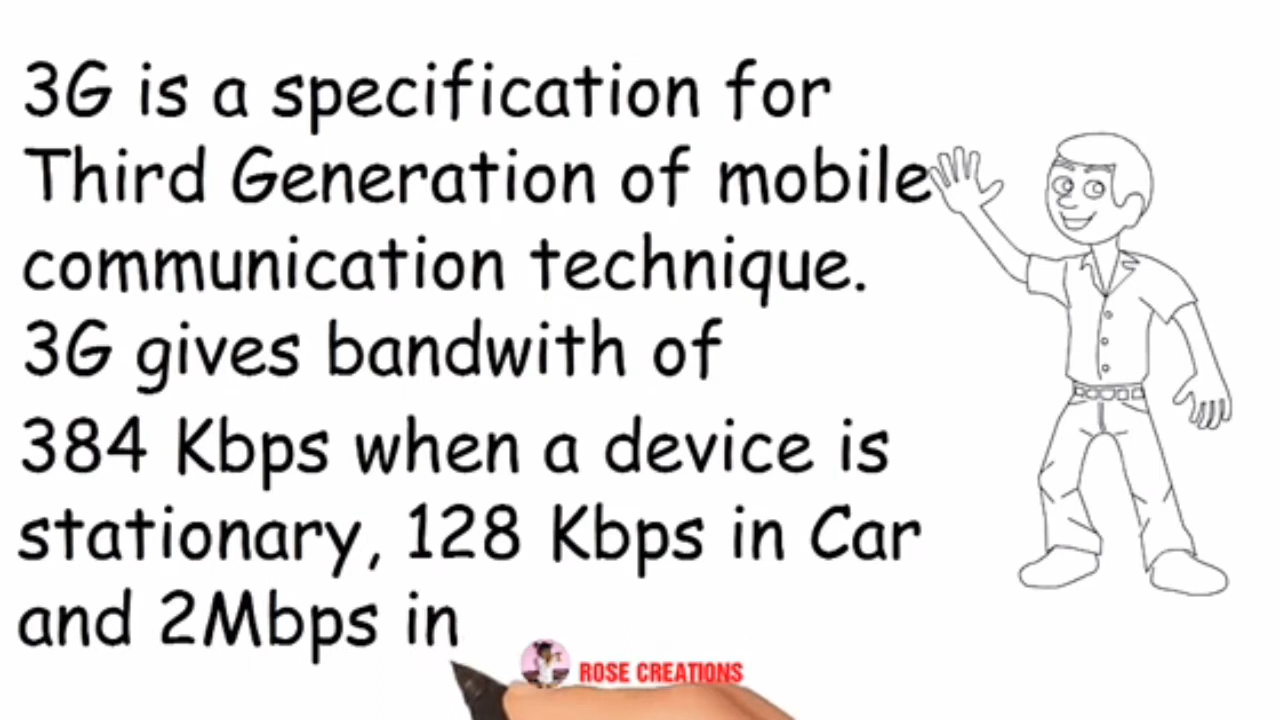 3G is a specification for
Third Generation of mobile
communication technique.
3G gives bandwith of
384 Kbps when a device is
stationary, 128 Kbps in Car
and 2Mbps in
ROSE CREATIONS